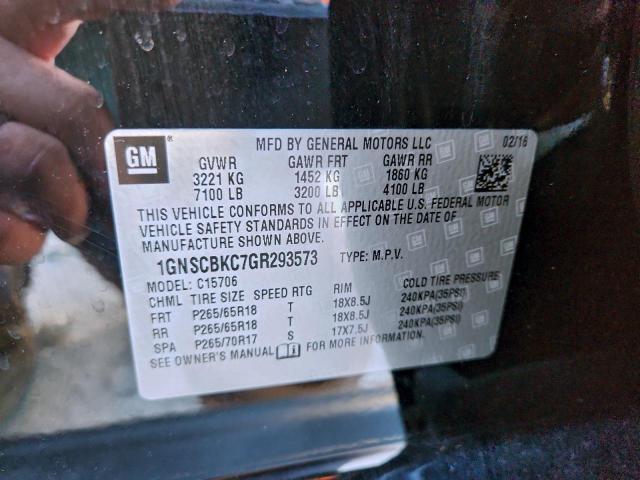 GM ® MFD BY GENERAL MOTORS LLC 02/16
GVWR GAWR FRT GAWR RR
3221 KG 1452 KG 1860 KG
7100 LB 3200 LB 4100 LB
THIS VEHICLE CONFORMS TO ALL APPLICABLE U.S. FEDERAL MOTOR
VEHICLE SAFETY STANDARDS IN EFFECT ON THE DATE OF
MANUFACTURE SHOWN ABOVE.
1GNSCBKC7GR293573 TYPE: M.P.V.
MODEL: C15706
CHML TIRE SIZE SPEED RTG RIM COLD TIRE PRESSURE
FRT P265/65R18 T 18X8.5J 240KPA(35PSI)
RR P265/65R18 T 18X8.5J 240KPA(35PSI)
SPA P265/70R17 S 17X7.5J 240KPA(35PSI)
SEE OWNER'S MANUAL FOR MORE INFORMATION.